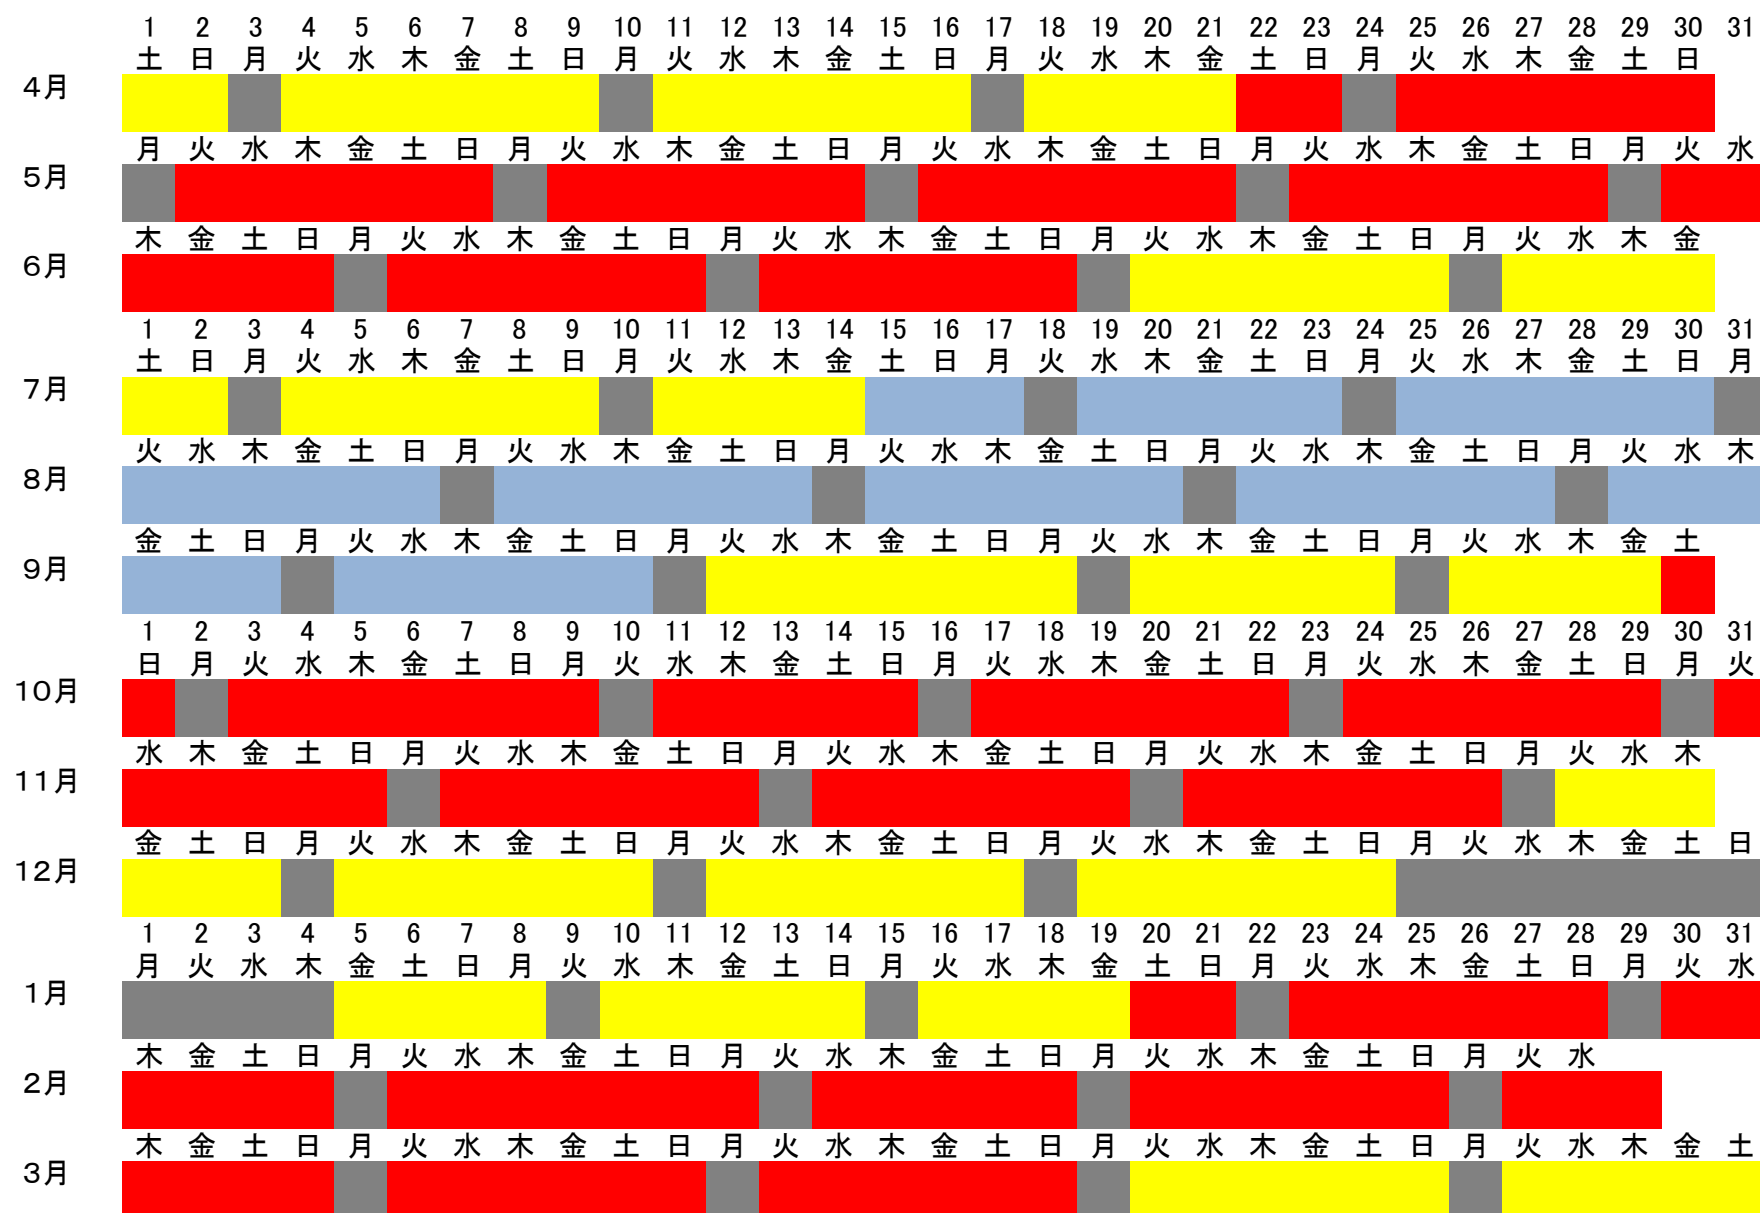 1 2 3 4 5 6 7 8 9 10 11 12 13 14 15 16 17 18 19 20 21 22 23 24 25 26 27 28 29 30 31
土 日 月 火 水 木 金 土 日 月 火 水 木 金 土 日 月 火 水 木 金 土 日 月 火 水 木 金 土 日
4月
月 火 水 木 金 土 日 月 火 水 木 金 土 日 月 火 水 木 金 土 日 月 火 水 木 金 土 日 月 火 水
5月
木 金 土 日 月 火 水 木 金 土 日 月 火 水 木 金 土 日 月 火 水 木 金 土 日 月 火 水 木 金
6月
1 2 3 4 5 6 7 8 9 10 11 12 13 14 15 16 17 18 19 20 21 22 23 24 25 26 27 28 29 30 31
土 日 月 火 水 木 金 土 日 月 火 水 木 金 土 日 月 火 水 木 金 土 日 月 火 水 木 金 土 日 月
7月
火 水 木 金 土 日 月 火 水 木 金 土 日 月 火 水 木 金 土 日 月 火 水 木 金 土 日 月 火 水 木
8月
金 土 日 月 火 水 木 金 土 日 月 火 水 木 金 土 日 月 火 水 木 金 土 日 月 火 水 木 金 土
9月
1 2 3 4 5 6 7 8 9 10 11 12 13 14 15 16 17 18 19 20 21 22 23 24 25 26 27 28 29 30 31
日 月 火 水 木 金 土 日 月 火 水 木 金 土 日 月 火 水 木 金 土 日 月 火 水 木 金 土 日 月 火
10月
水 木 金 土 日 月 火 水 木 金 土 日 月 火 水 木 金 土 日 月 火 水 木 金 土 日 月 火 水 木
11月
金 土 日 月 火 水 木 金 土 日 月 火 水 木 金 土 日 月 火 水 木 金 土 日 月 火 水 木 金 土 日
12月
1 2 3 4 5 6 7 8 9 10 11 12 13 14 15 16 17 18 19 20 21 22 23 24 25 26 27 28 29 30 31
月 火 水 木 金 土 日 月 火 水 木 金 土 日 月 火 水 木 金 土 日 月 火 水 木 金 土 日 月 火 水
1月
木 金 土 日 月 火 水 木 金 土 日 月 火 水 木 金 土 日 月 火 水 木 金 土 日 月 火 水
2月
木 金 土 日 月 火 水 木 金 土 日 月 火 水 木 金 土 日 月 火 水 木 金 土 日 月 火 水 木 金 土
3月